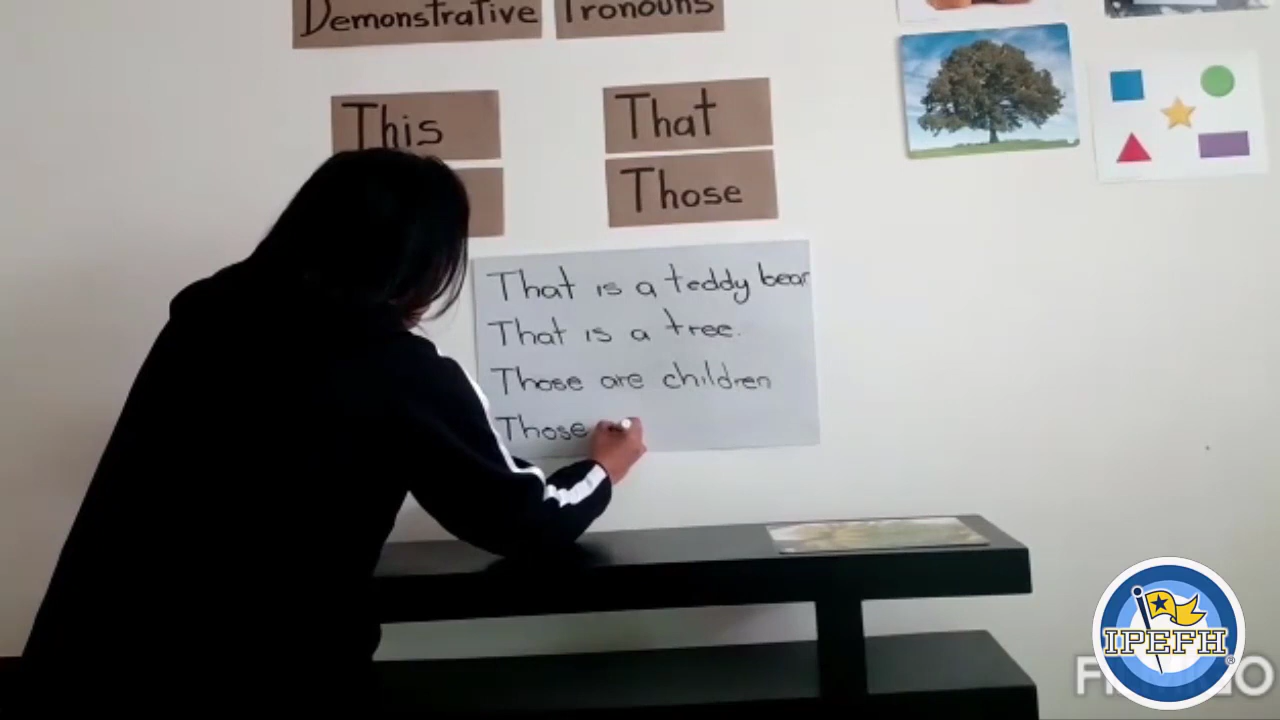 Demonstrative Pronouns
This That
Those
That is a teddy bear
That is a tree.
Those are children
Those
IPEFH